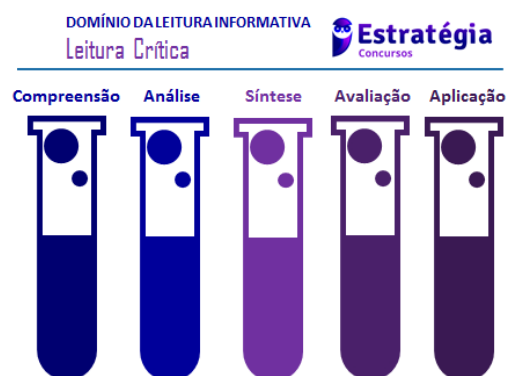 DOMÍNIO DA LEITURA INFORMATIVA
Leitura Crítica
Estratégia
Concursos
Compreensão Análise Síntese Avaliação Aplicação